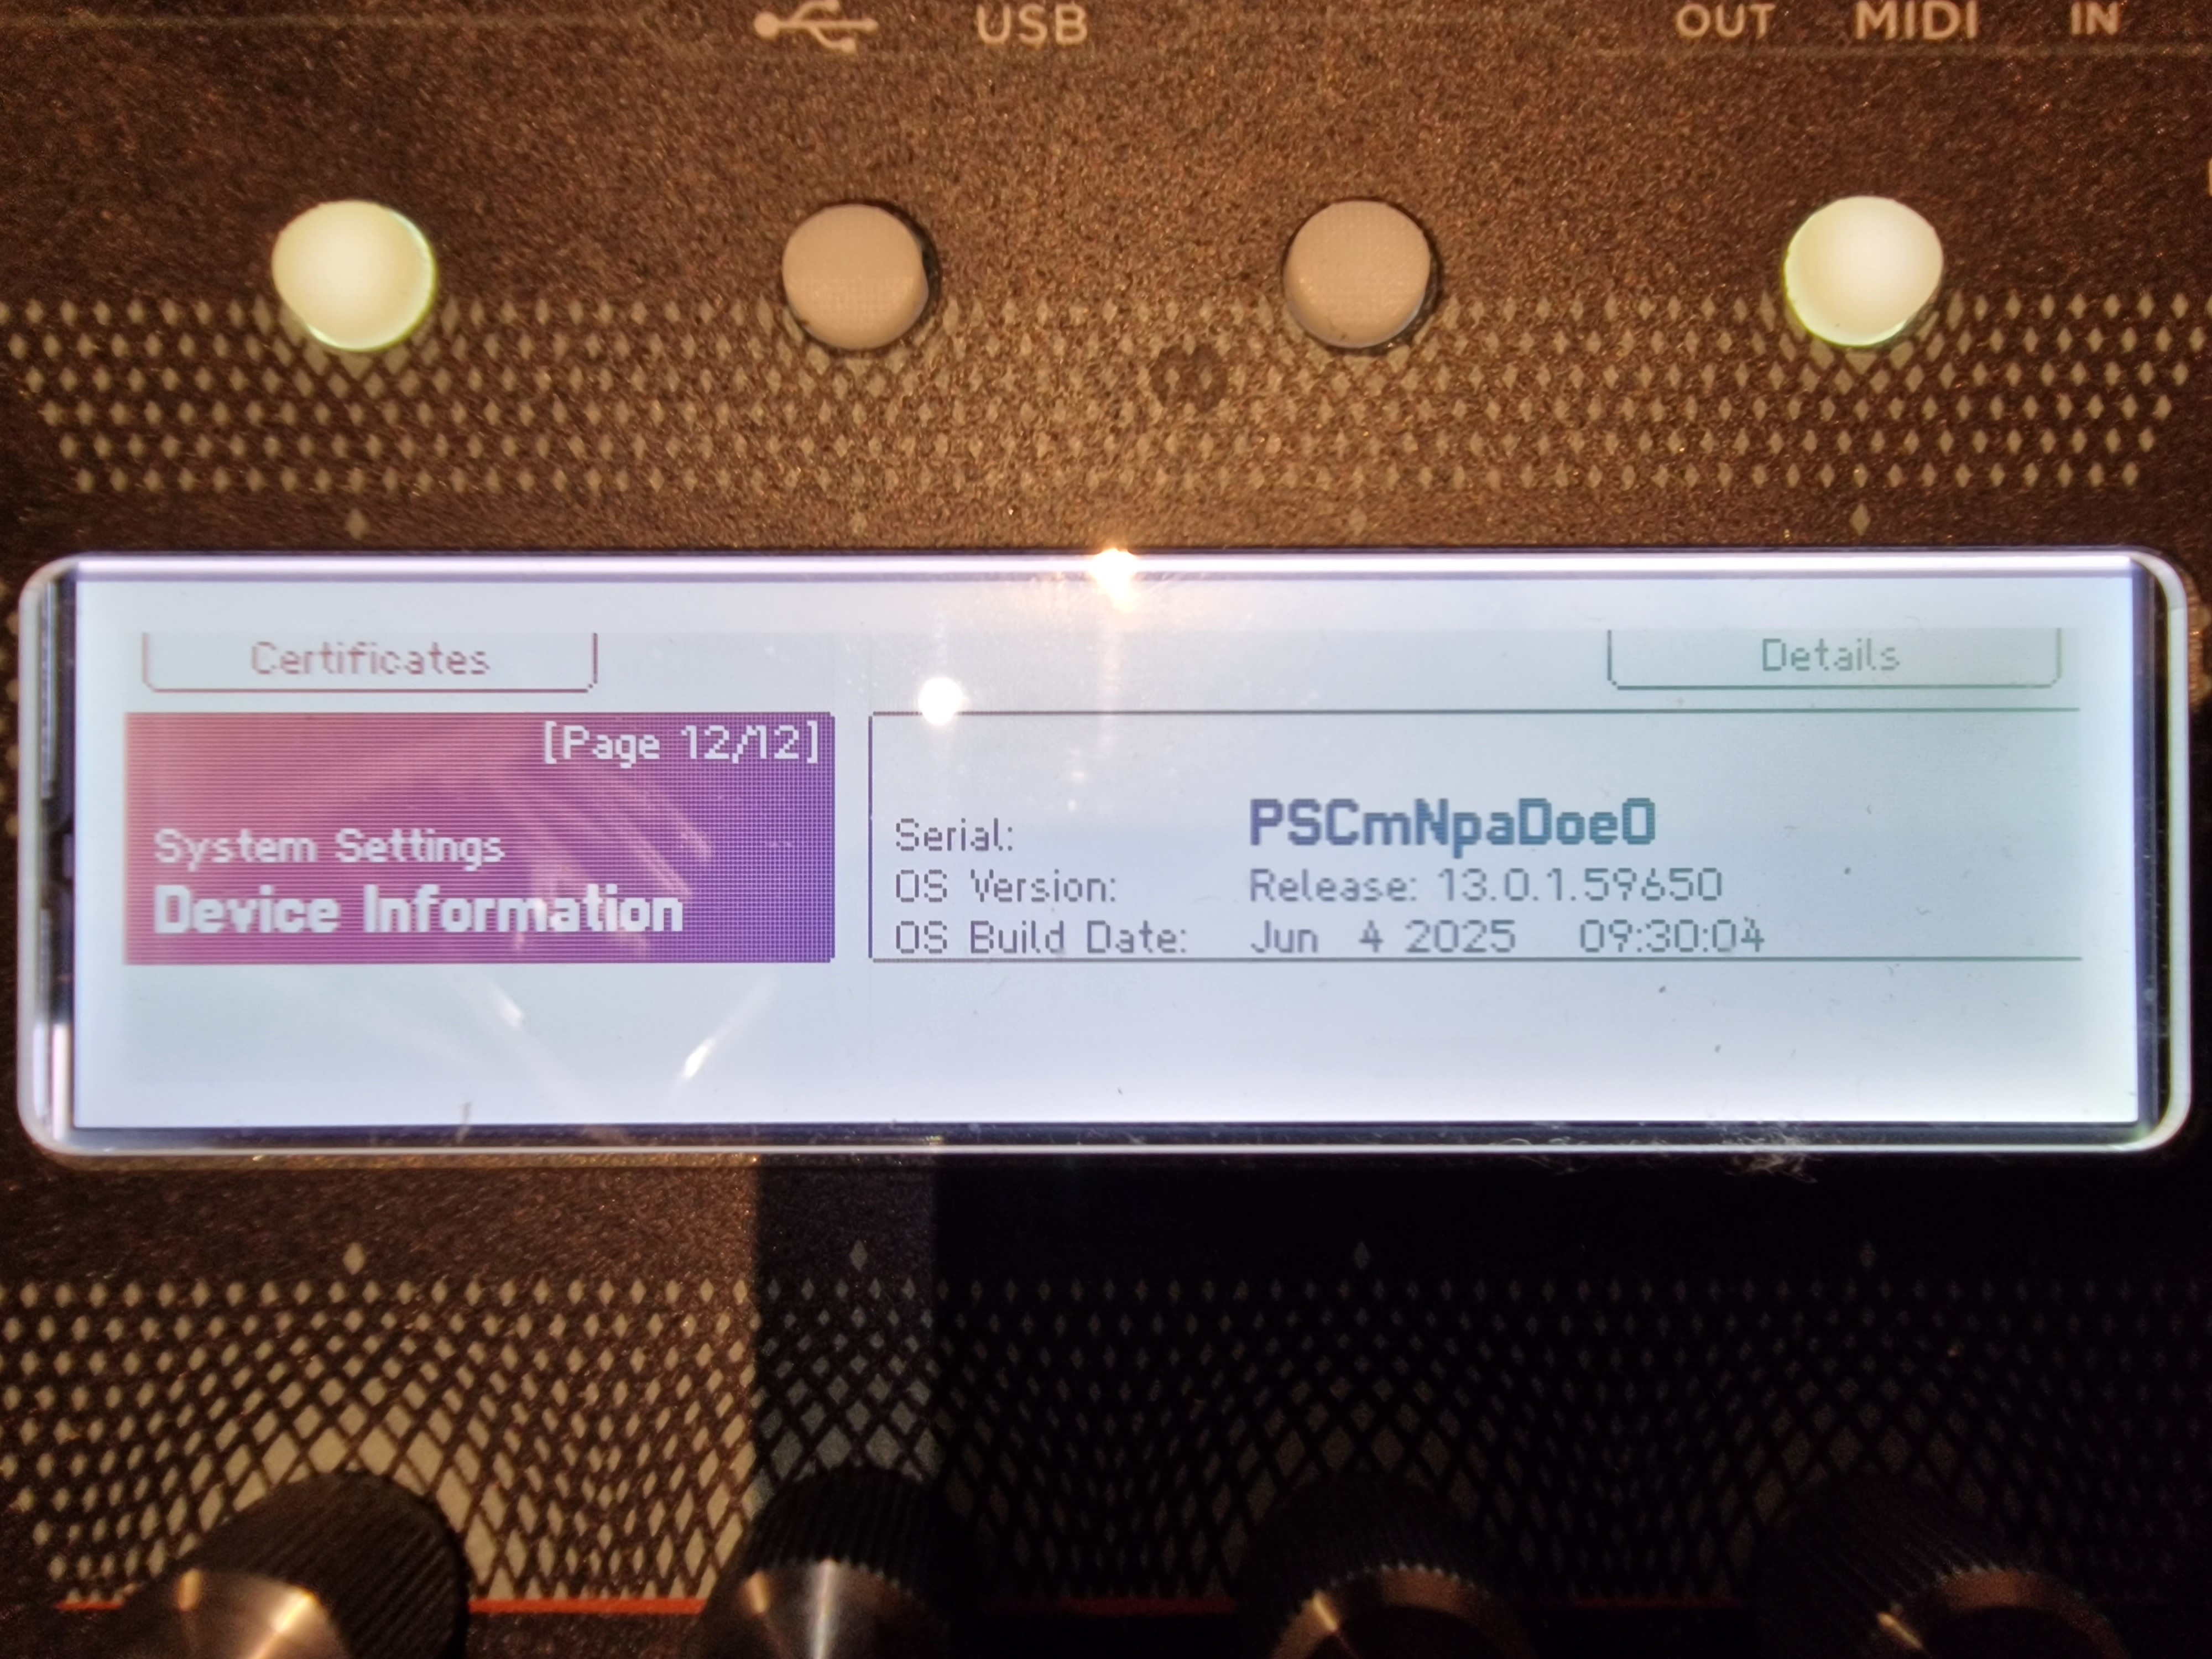 USB OUT MIDI IN
Certificates Details
[Page 12/12]
System Settings
Device Information
Serial: PSCmNpaDoeO
OS Version: Release: 13.0.1.59650
OS Build Date: Jun 4 2025 09:30:04